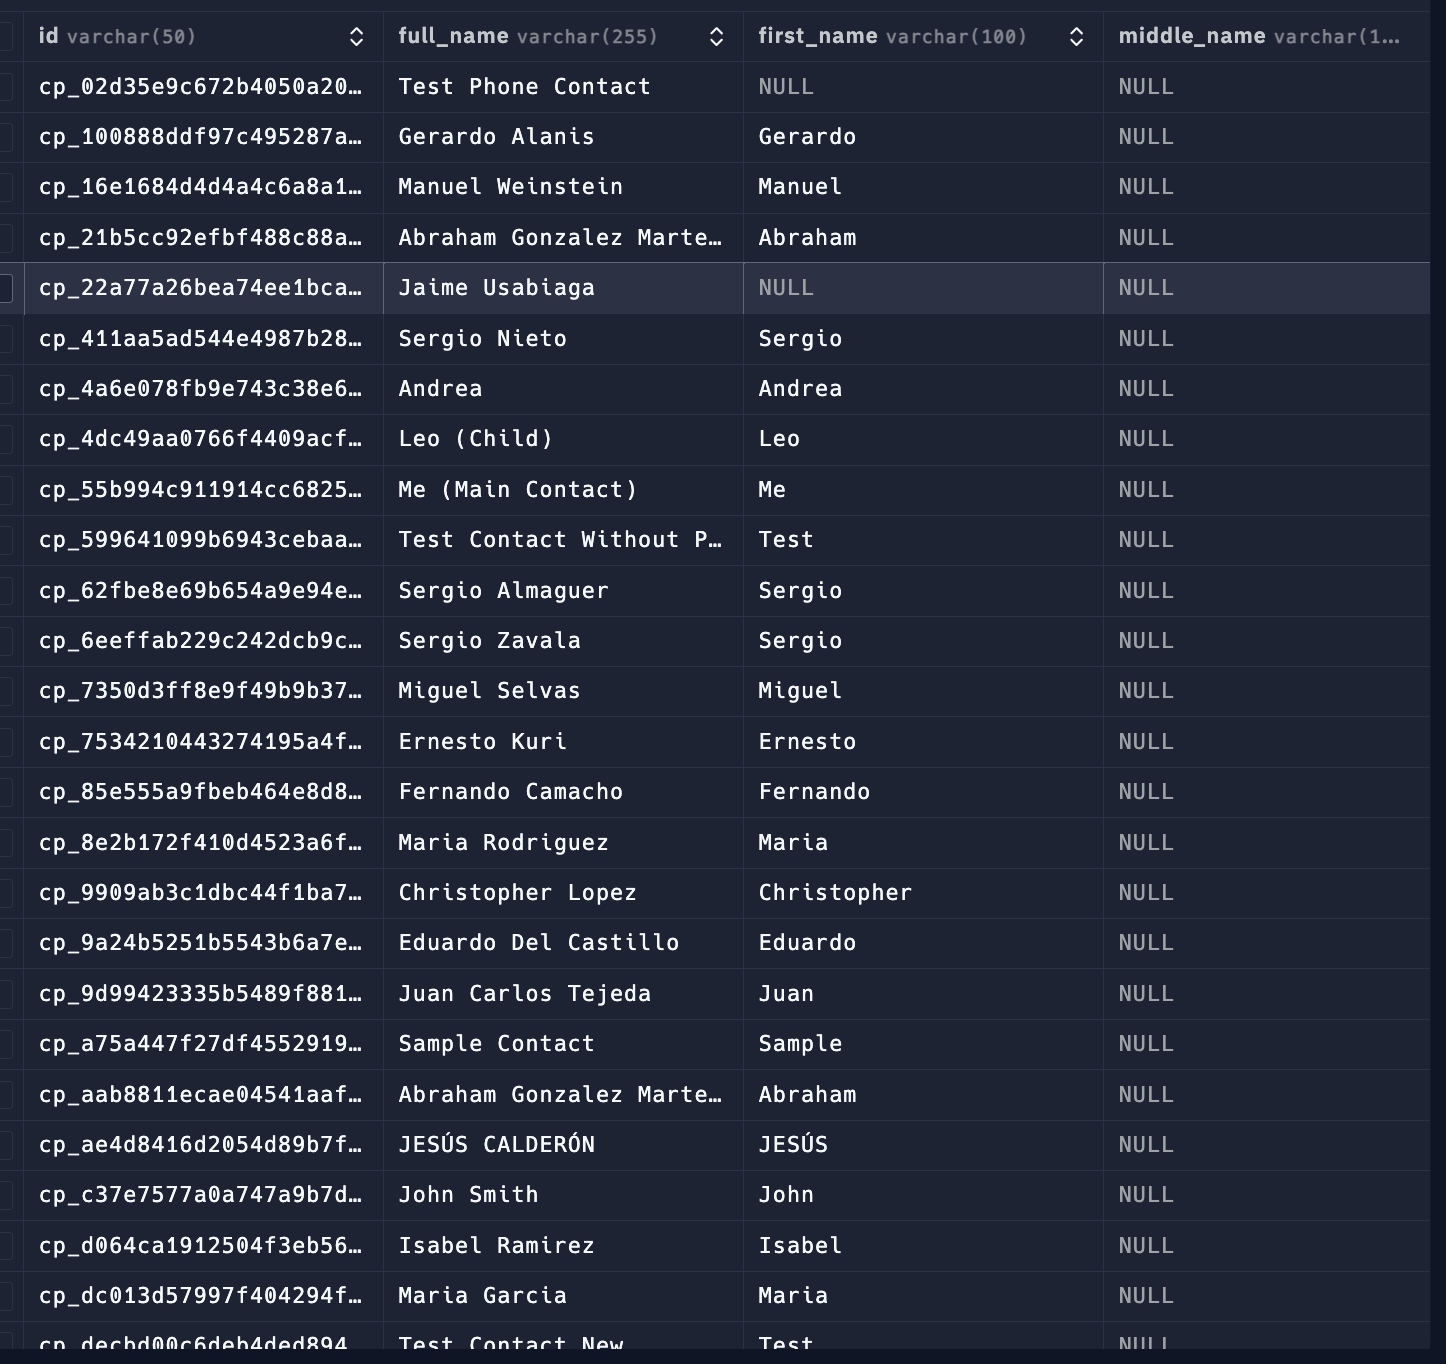 id varchar(50) full_name varchar(255) first_name varchar(100) middle_name varchar(1...
cp_02d35e9c672b4050a20... Test Phone Contact NULL NULL
cp_100888ddf97c495287a... Gerardo Alanis Gerardo NULL
cp_16e1684d4d4a4c6a8a1... Manuel Weinstein Manuel NULL
cp_21b5cc92efbf488c88a... Abraham Gonzalez Marte... Abraham NULL
cp_22a77a26bea74ee1bca... Jaime Usabiaga NULL NULL
cp_411aa5ad544e4987b28... Sergio Nieto Sergio NULL
cp_4a6e078fb9e743c38e6... Andrea Andrea NULL
cp_4dc49aa0766f4409acf... Leo (Child) Leo NULL
cp_55b994c911914cc6825... Me (Main Contact) Me NULL
cp_599641099b6943cebaa... Test Contact Without P... Test NULL
cp_62fbe8e69b654a9e94e... Sergio Almaguer Sergio NULL
cp_6eeffab229c242dcb9c... Sergio Zavala Sergio NULL
cp_7350d3ff8e9f49b9b37... Miguel Selvas Miguel NULL
cp_7534210443274195a4f... Ernesto Kuri Ernesto NULL
cp_85e555a9fbeb464e8d8... Fernando Camacho Fernando NULL
cp_8e2b172f410d4523a6f... Maria Rodriguez Maria NULL
cp_9909ab3c1dbc44f1ba7... Christopher Lopez Christopher NULL
cp_9a24b5251b5543b6a7e... Eduardo Del Castillo Eduardo NULL
cp_9d99423335b5489f881... Juan Carlos Tejeda Juan NULL
cp_a75a447f27df4552919... Sample Contact Sample NULL
cp_aab8811ecae04541aaf... Abraham Gonzalez Marte... Abraham NULL
cp_ae4d8416d2054d89b7f... JESÚS CALDERÓN JESÚS NULL
cp_c37e7577a0a747a9b7d... John Smith John NULL
cp_d064ca1912504f3eb56... Isabel Ramirez Isabel NULL
cp_dc013d57997f404294f... Maria Garcia Maria NULL
cp_decbd00c6deb4ded894 Test Contact New Test NULL